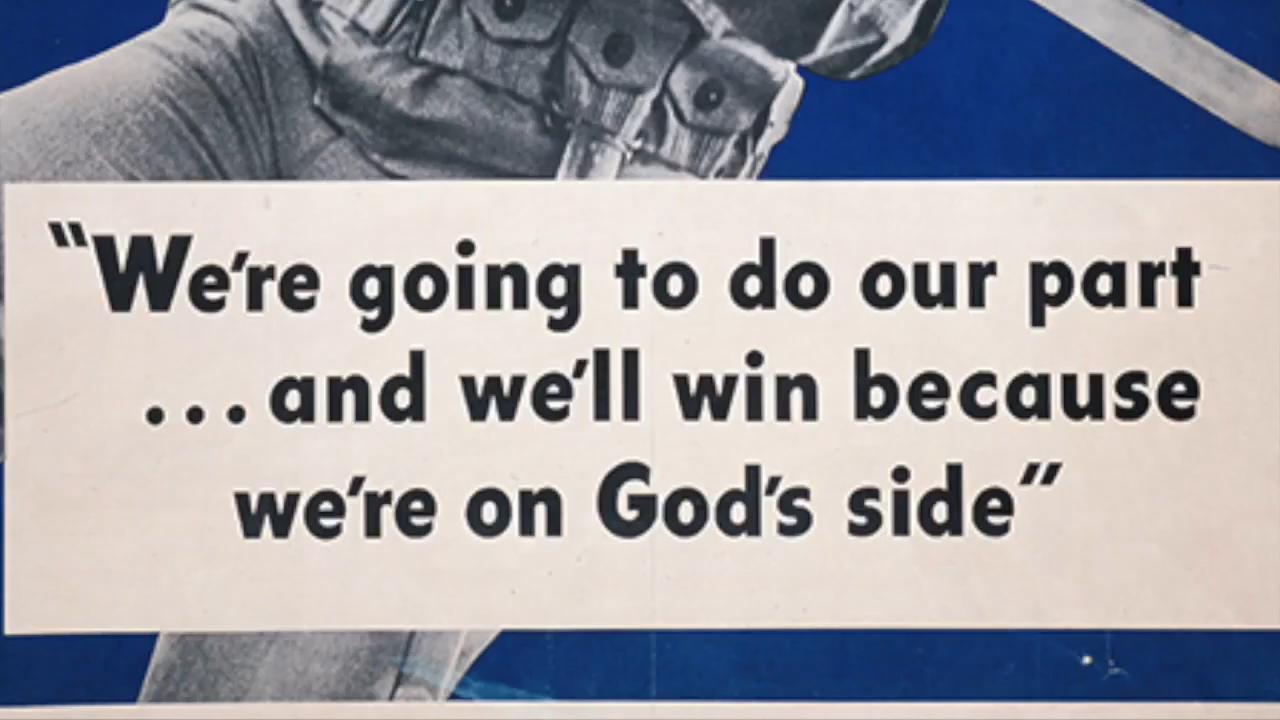 “We’re going to do our part
...and we’ll win because
we’re on God’s side”